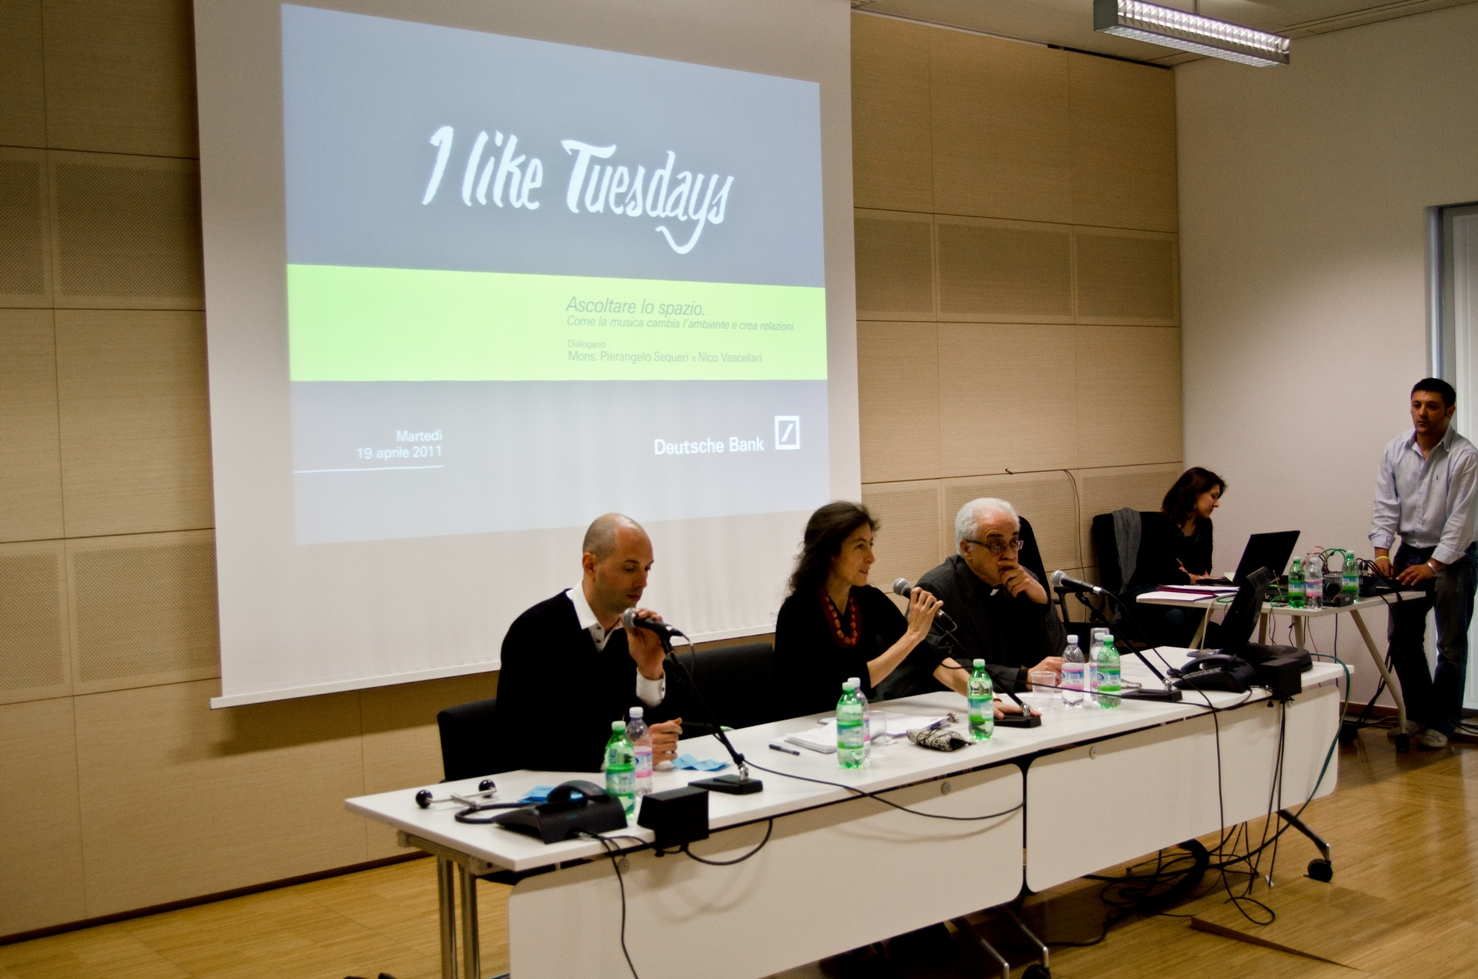 I like Tuesdays
Ascoltare lo spazio.
Come la musica cambia l'ambiente e crea relazioni.
Dialogano
Mons. Pierangelo Sequeri e Nico Vascellari
Martedì
19 aprile 2011
Deutsche Bank